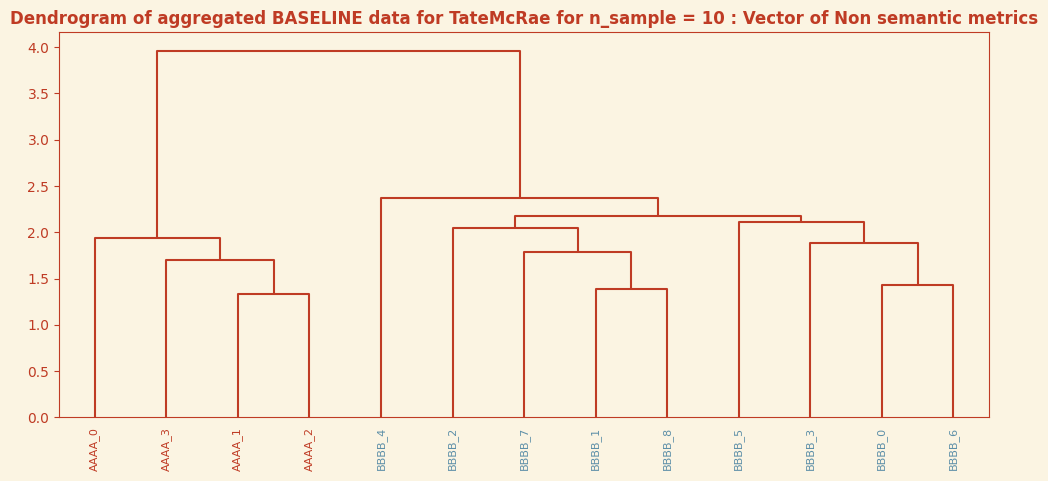 Dendrogram of aggregated BASELINE data for TateMcRae for n_sample = 10 : Vector of Non semantic metrics
4.0
3.5
3.0
2.5
2.0
1.5
1.0
0.5
0.0
AAAA_0
AAAA_3
AAAA_1
AAAA_2
BBBB_4
BBBB_2
BBBB_7
BBBB_1
BBBB_8
BBBB_5
BBBB_3
BBBB_0
BBBB_6